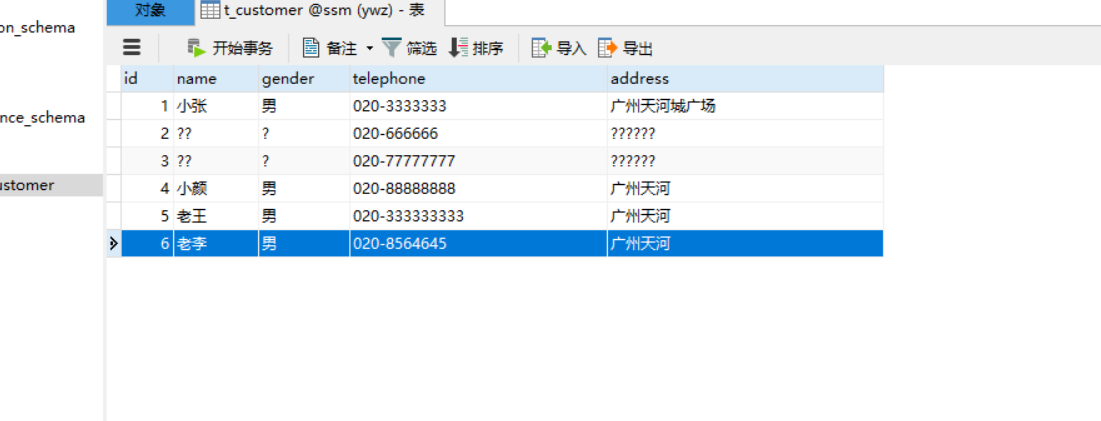 对象 t_customer @ssm (ywz) - 表
on_schema
开始事务 备注 筛选 排序 导入 导出
id name gender telephone address
1 小张 男 020-3333333 广州天河城广场
nce_schema
2 ?? ? 020-666666 ??????
3 ?? ? 020-77777777 ??????
ustomer
4 小颜 男 020-88888888 广州天河
5 老王 男 020-333333333 广州天河
6 老李 男 020-8564645 广州天河